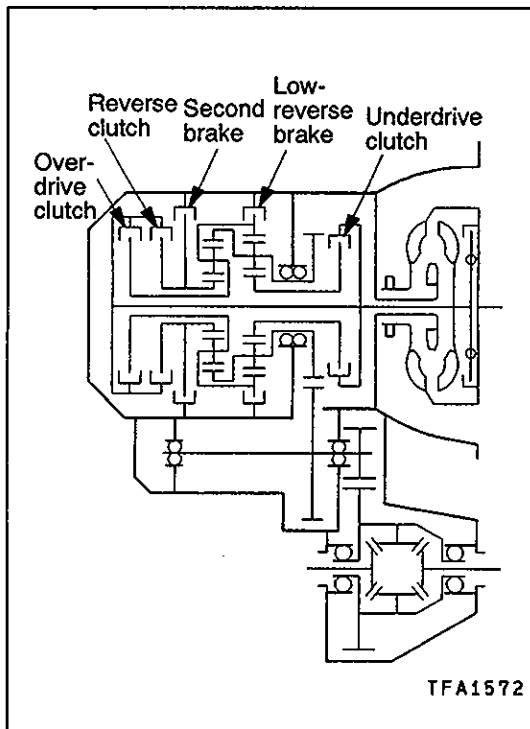 Low-
reverse
brake
Reverse
clutch
Second
brake
Underdrive
clutch
Over-
drive
clutch
TFA1572